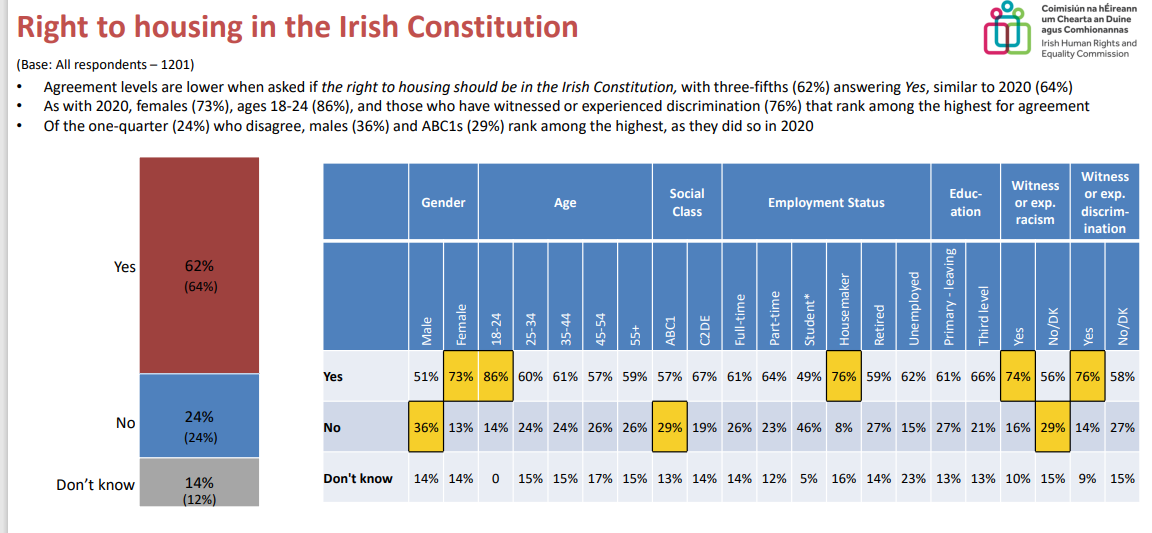 Right to housing in the Irish Constitution
Coimisiún na hÉireann
um Chearta an Duine
agus Comhionannas
Irish Human Rights and
Equality Commission
(Base: All respondents – 1201)
• Agreement levels are lower when asked if the right to housing should be in the Irish Constitution, with three-fifths (62%) answering Yes, similar to 2020 (64%)
• As with 2020, females (73%), ages 18-24 (86%), and those who have witnessed or experienced discrimination (76%) that rank among the highest for agreement
• Of the one-quarter (24%) who disagree, males (36%) and ABC1s (29%) rank among the highest, as they did so in 2020
Yes
62%
(64%)
No
24%
(24%)
Don't know
14%
(12%)
Gender
Age
Social
Class
Employment Status
Educ-
ation
Witness
or exp.
racism
Witness
or exp.
discrim-
ination
Male
Female
18-24
25-34
35-44
45-54
55+
ABC1
C2DE
Full-time
Part-time
Student*
Housemaker
Retired
Unemployed
Primary - leaving
Third level
Yes
No/DK
Yes
No/DK
Yes 51% 73% 86% 60% 61% 57% 59% 57% 67% 61% 64% 49% 76% 59% 62% 61% 66% 74% 56% 76% 58%
No 36% 13% 14% 24% 24% 26% 26% 29% 19% 26% 23% 46% 8% 27% 15% 27% 21% 16% 29% 14% 27%
Don't know 14% 14% 0 15% 15% 17% 15% 13% 14% 14% 12% 5% 16% 14% 23% 13% 13% 10% 15% 9% 15%